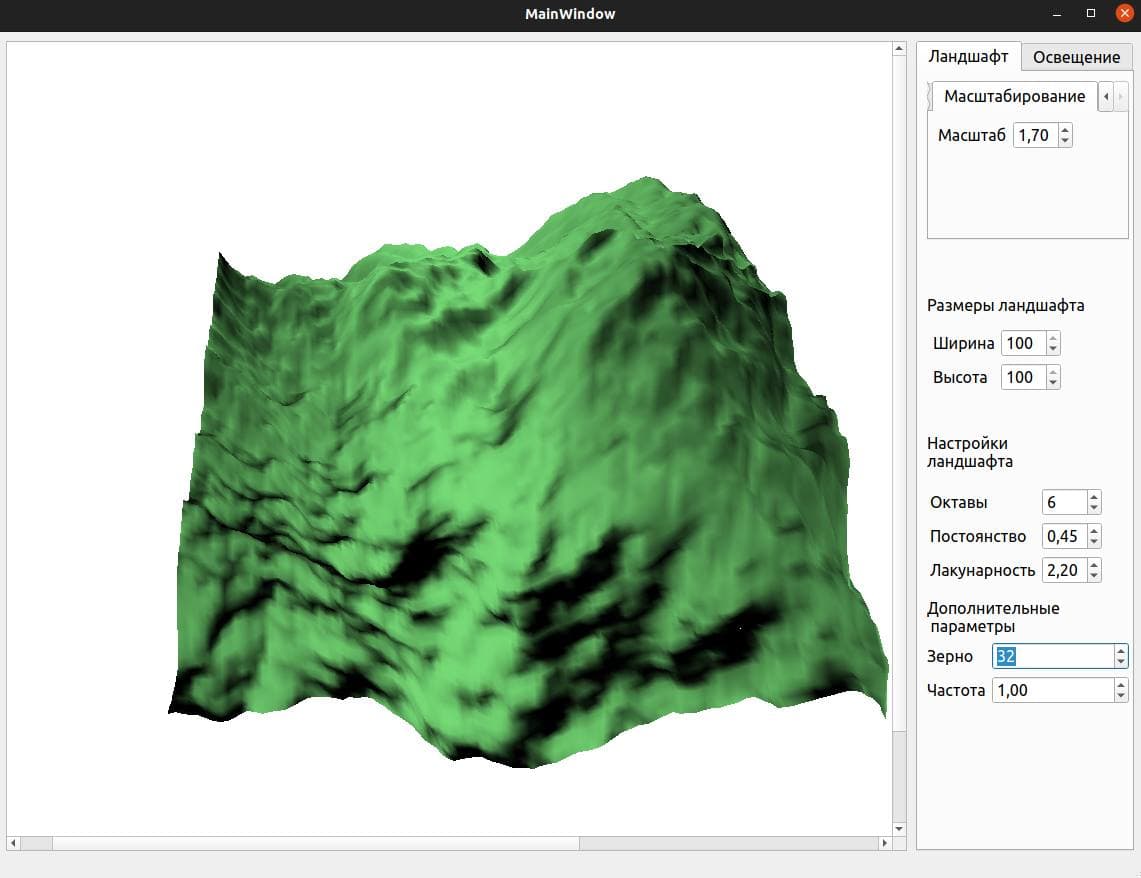 MainWindow
Ландшафт Освещение
Масштабирование
Масштаб 1,70
Размеры ландшафта
Ширина 100
Высота 100
Настройки
ландшафта
Октавы 6
Постоянство 0,45
Лакунарность 2,20
Дополнительные
параметры
Зерно 32
Частота 1,00